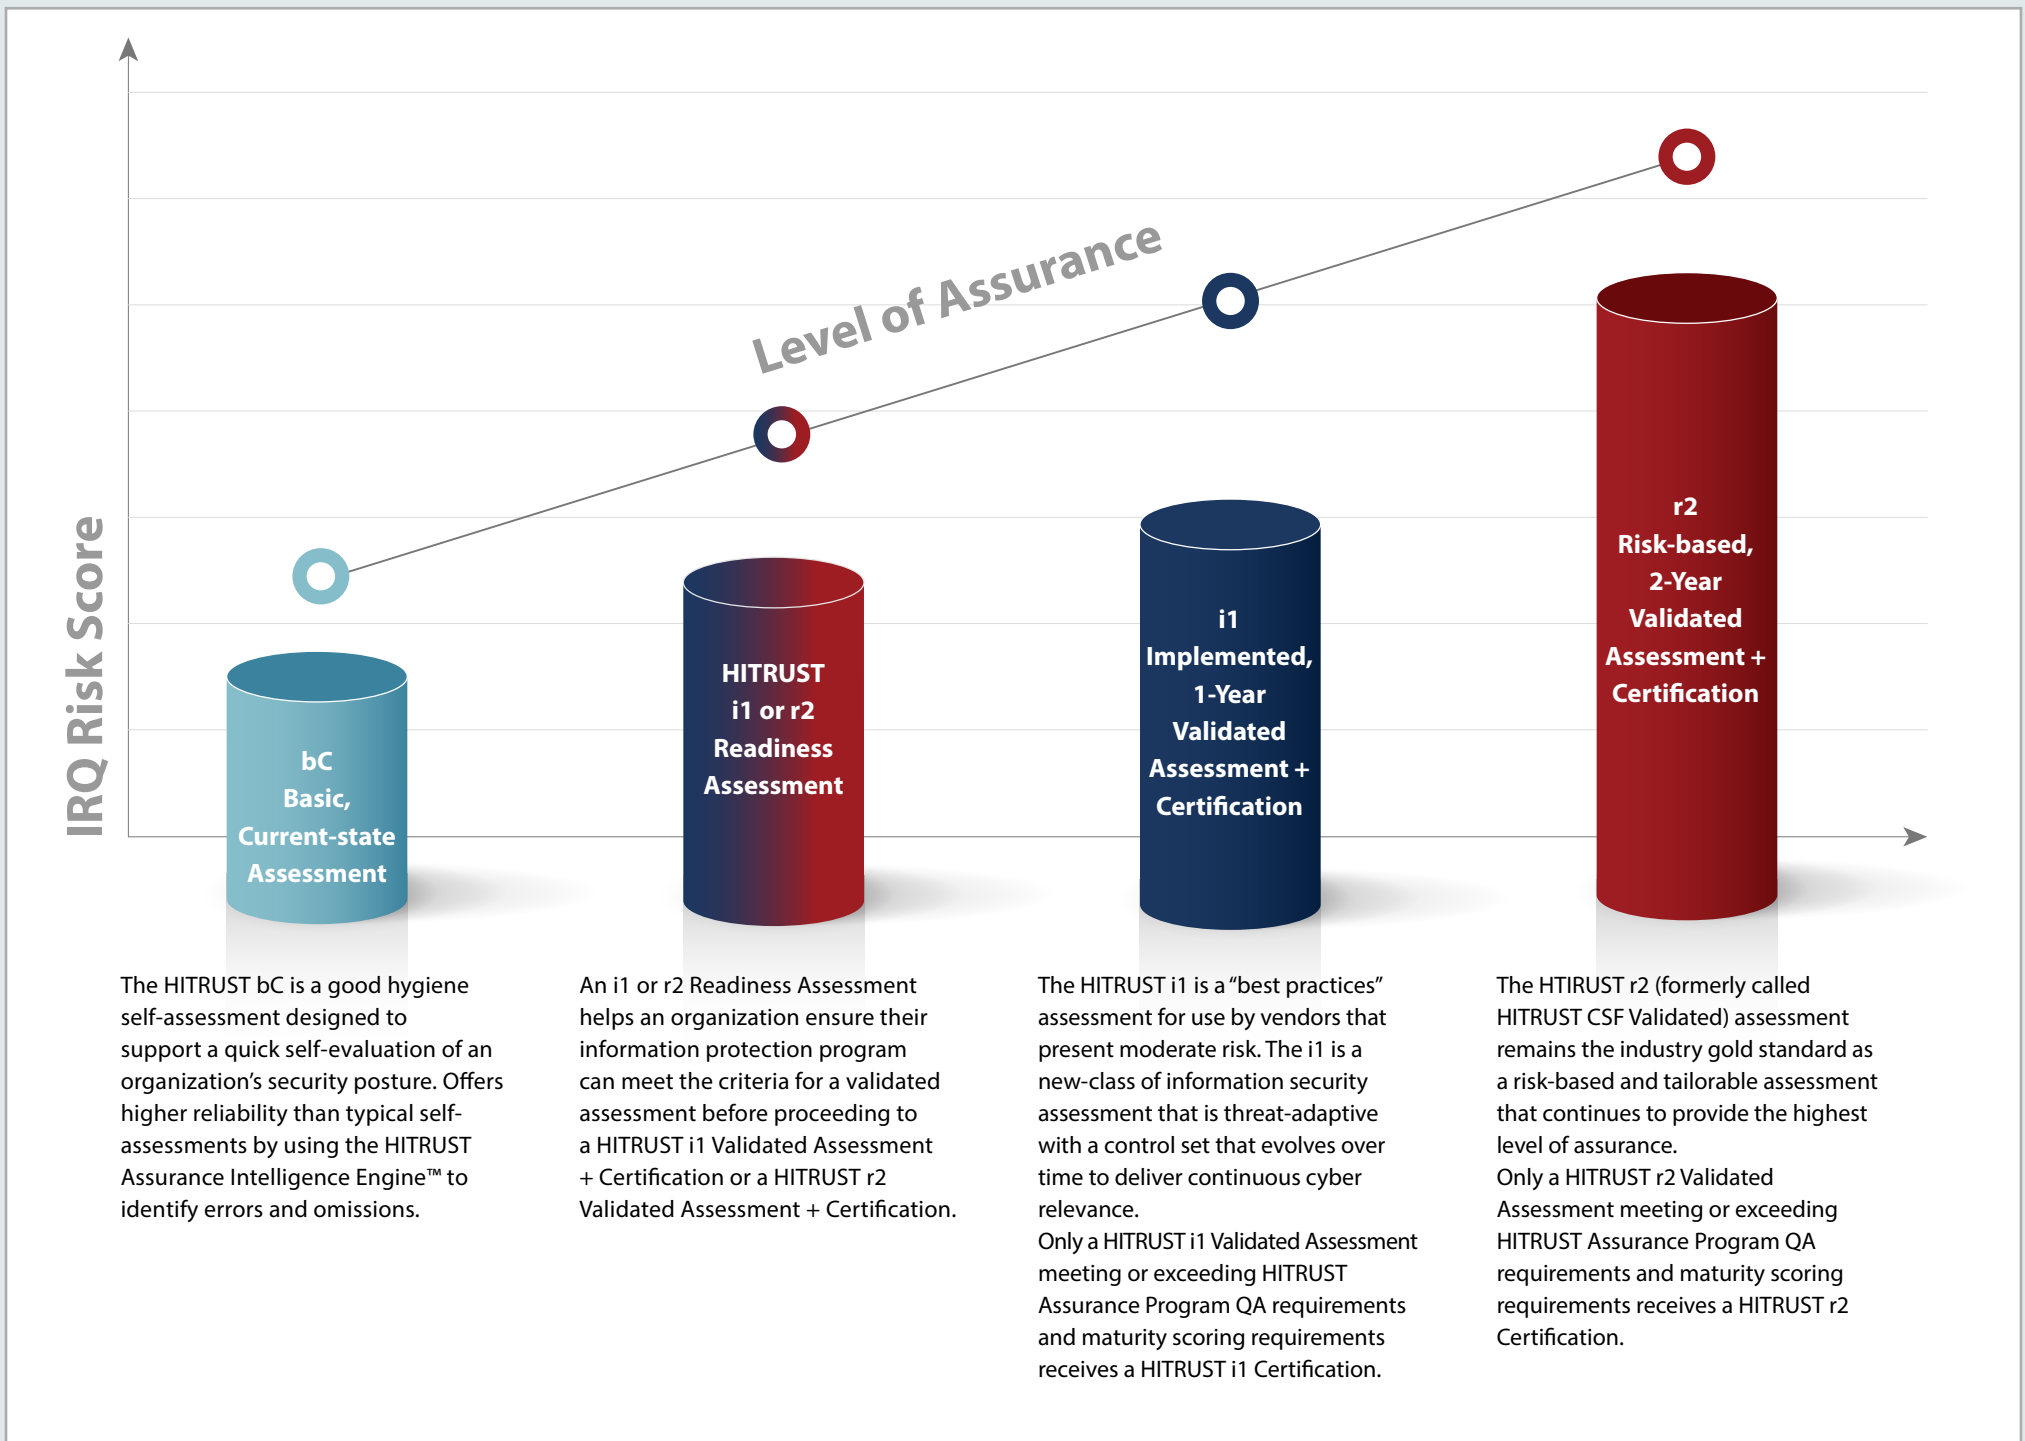 Level of Assurance
IRQ Risk Score
bC
Basic,
Current-state
Assessment
HITRUST
i1 or r2
Readiness
Assessment
i1
Implemented,
1-Year
Validated
Assessment +
Certification
r2
Risk-based,
2-Year
Validated
Assessment +
Certification
The HITRUST bC is a good hygiene
self-assessment designed to
support a quick self-evaluation of an
organization’s security posture. Offers
higher reliability than typical self-
assessments by using the HITRUST
Assurance Intelligence Engine™ to
identify errors and omissions.
An i1 or r2 Readiness Assessment
helps an organization ensure their
information protection program
can meet the criteria for a validated
assessment before proceeding to
a HITRUST i1 Validated Assessment
+ Certification or a HITRUST r2
Validated Assessment + Certification.
The HITRUST i1 is a “best practices”
assessment for use by vendors that
present moderate risk. The i1 is a
new-class of information security
assessment that is threat-adaptive
with a control set that evolves over
time to deliver continuous cyber
relevance.
Only a HITRUST i1 Validated Assessment
meeting or exceeding HITRUST
Assurance Program QA requirements
and maturity scoring requirements
receives a HITRUST i1 Certification.
The HTIRUST r2 (formerly called
HITRUST CSF Validated) assessment
remains the industry gold standard as
a risk-based and tailorable assessment
that continues to provide the highest
level of assurance.
Only a HITRUST r2 Validated
Assessment meeting or exceeding
HITRUST Assurance Program QA
requirements and maturity scoring
requirements receives a HITRUST r2
Certification.